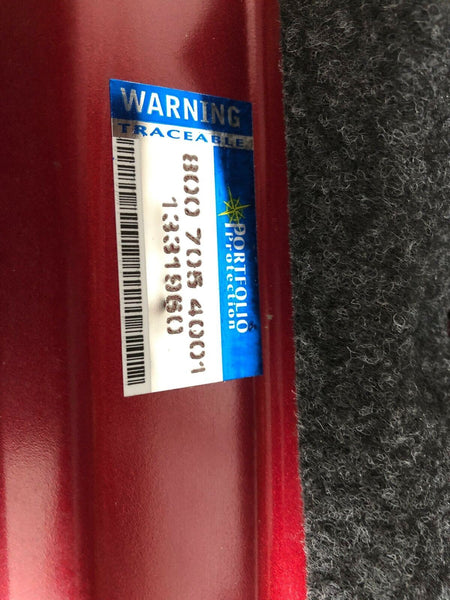 WARNING
TRACEABLE
PORTFOLIO
protection
800 705 4001
1331960